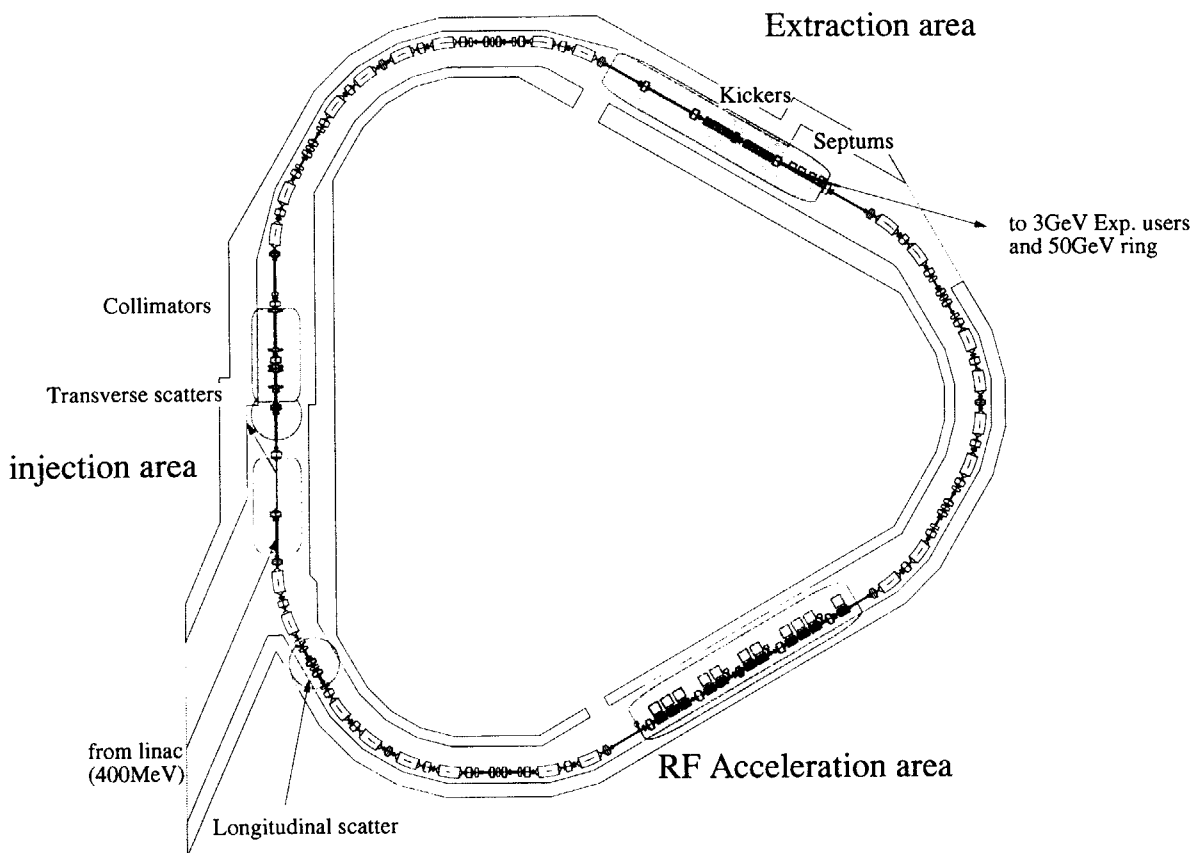 Extraction area
Kickers
Septums
to 3GeV Exp. users
and 50GeV ring
Collimators
Transverse scatters
injection area
from linac
(400MeV)
RF Acceleration area
Longitudinal scatter